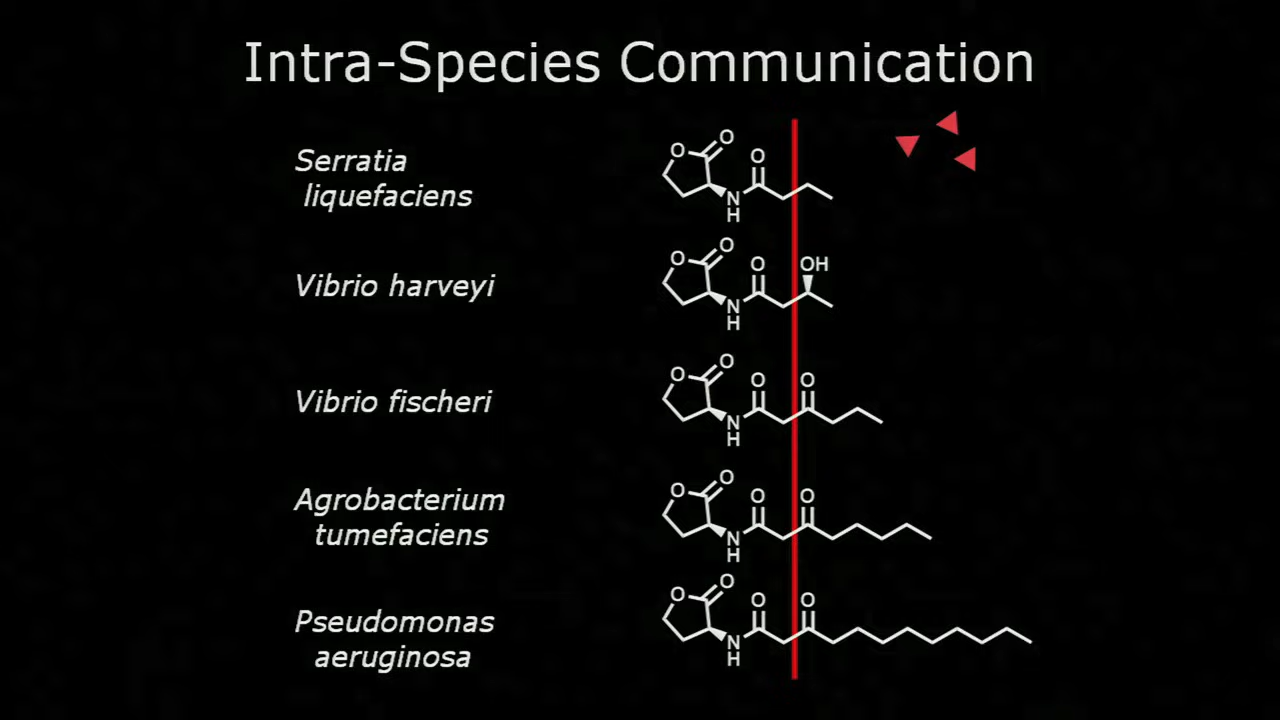 Intra-Species Communication
Serratia
liquefaciens
O O O N H
Vibrio harveyi
O O O OH N H
Vibrio fischeri
O O O O N H
Agrobacterium
tumefaciens
O O O O N H
Pseudomonas
aeruginosa
O O O O N H